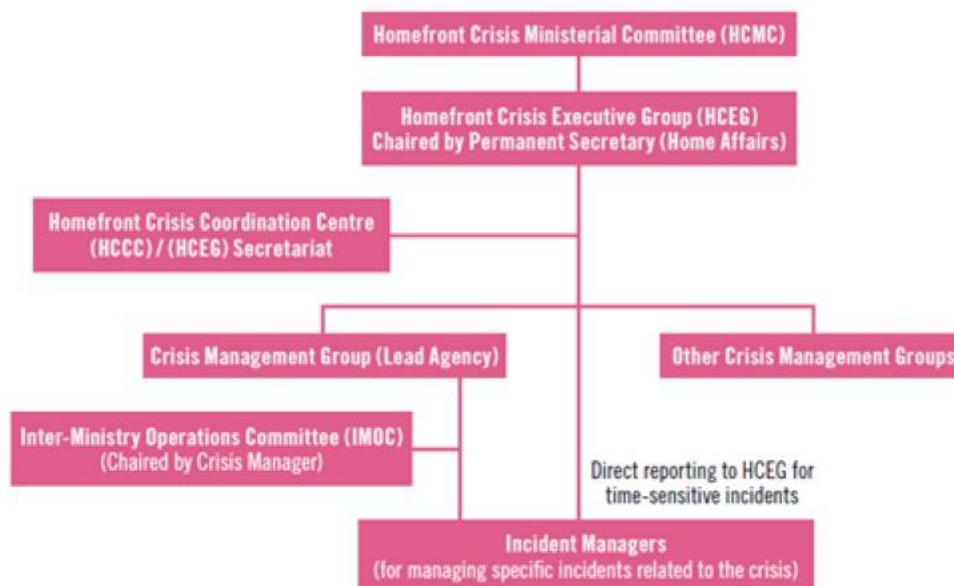 Homefront Crisis Ministerial Committee (HCMC)
Homefront Crisis Executive Group (HCEG)
Chaired by Permanent Secretary (Home Affairs)
Homefront Crisis Coordination Centre
(HCCC) / (HCEG) Secretariat
Crisis Management Group (Lead Agency)
Other Crisis Management Groups
Inter-Ministry Operations Committee (IMOC)
(Chaired by Crisis Manager)
Direct reporting to HCEG for
time-sensitive incidents
Incident Managers
(for managing specific incidents related to the crisis)